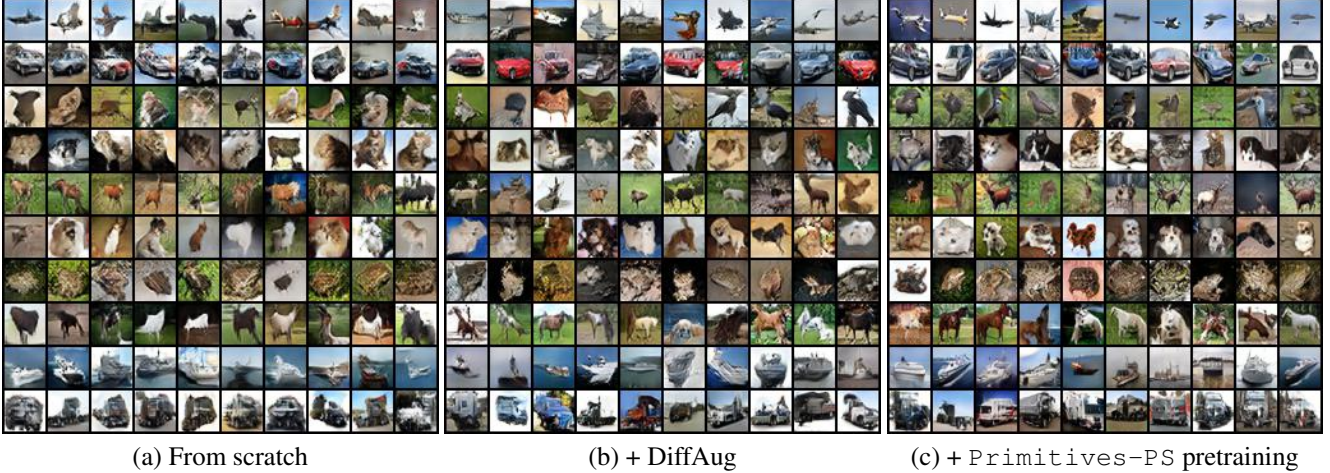 (a) From scratch
(b) + DiffAug
(c) + Primitives-PS pretraining